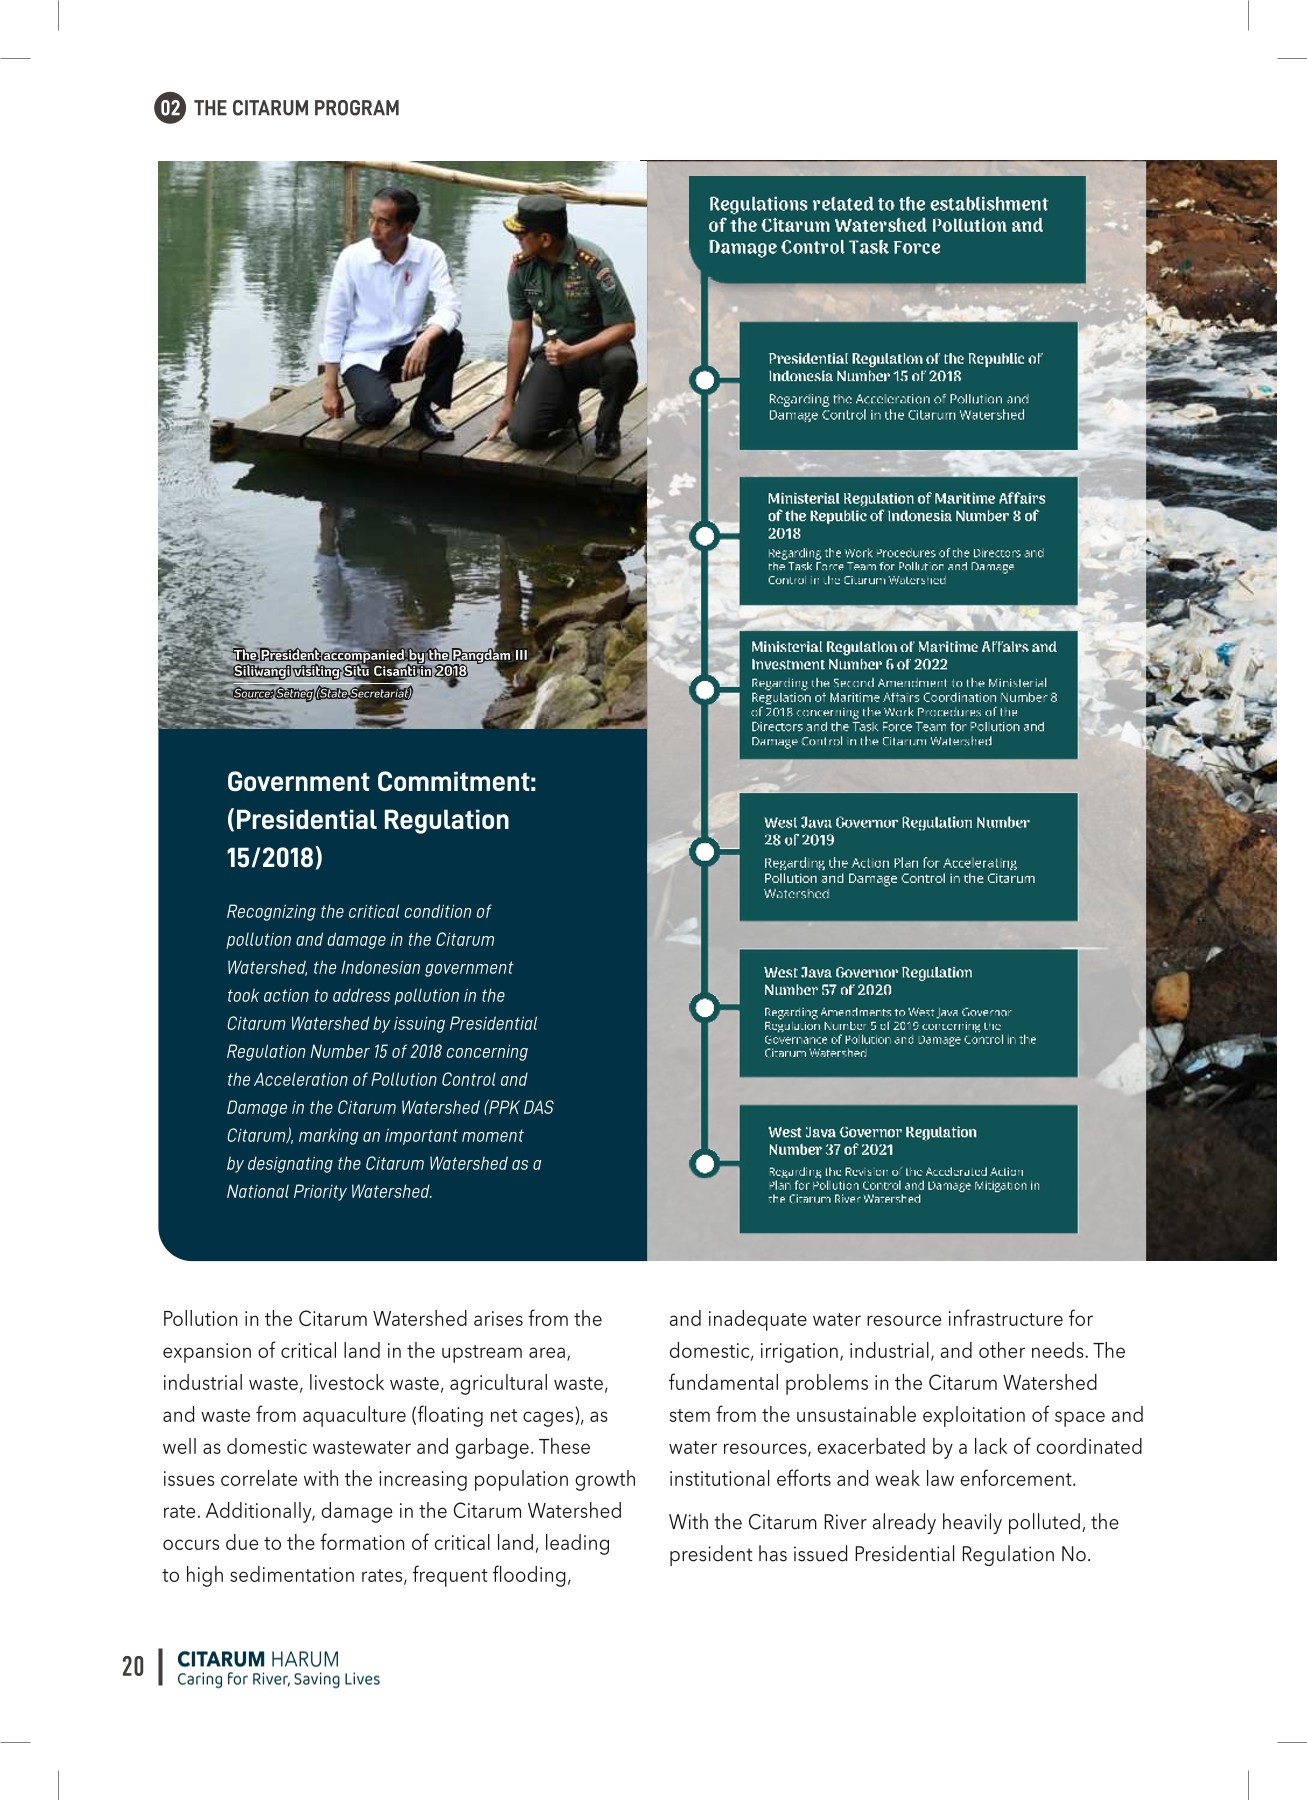 02 THE CITARUM PROGRAM
The President accompanied by the Pangdam III
Siliwangi visiting Situ Cisanti in 2018
Source: Setneg (State Secretariat)
Government Commitment:
(Presidential Regulation
15/2018)
Recognizing the critical condition of
pollution and damage in the Citarum
Watershed, the Indonesian government
took action to address pollution in the
Citarum Watershed by issuing Presidential
Regulation Number 15 of 2018 concerning
the Acceleration of Pollution Control and
Damage in the Citarum Watershed (PPK DAS
Citarum), marking an important moment
by designating the Citarum Watershed as a
National Priority Watershed.
Regulations related to the establishment
of the Citarum Watershed Pollution and
Damage Control Task Force
Presidential Regulation of the Republic of
Indonesia Number 15 of 2018
Regarding the Acceleration of Pollution and
Damage Control in the Citarum Watershed
Ministerial Regulation of Maritime Affairs
of the Republic of Indonesia Number 8 of
2018
Regarding the Work Procedures of the Directors and
the Task Force Team for Pollution and Damage
Control in the Citarum Watershed
Ministerial Regulation of Maritime Affairs and
Investment Number 6 of 2022
Regarding the Second Amendment to the Ministerial
Regulation of Maritime Affairs Coordination Number 8
of 2018 concerning the Work Procedures of the
Directors and the Task Force Team for Pollution and
Damage Control in the Citarum Watershed
West Java Governor Regulation Number
28 of 2019
Regarding the Action Plan for Accelerating
Pollution and Damage Control in the Citarum
Watershed
West Java Governor Regulation
Number 57 of 2020
Regarding Amendments to West Java Governor
Regulation Number 5 of 2019 concerning the
Governance of Pollution and Damage Control in the
Citarum Watershed
West Java Governor Regulation
Number 37 of 2021
Regarding the Revision of the Accelerated Action
Plan for Pollution Control and Damage Mitigation in
the Citarum River Watershed
Pollution in the Citarum Watershed arises from the
expansion of critical land in the upstream area,
industrial waste, livestock waste, agricultural waste,
and waste from aquaculture (floating net cages), as
well as domestic wastewater and garbage. These
issues correlate with the increasing population growth
rate. Additionally, damage in the Citarum Watershed
occurs due to the formation of critical land, leading
to high sedimentation rates, frequent flooding,
and inadequate water resource infrastructure for
domestic, irrigation, industrial, and other needs. The
fundamental problems in the Citarum Watershed
stem from the unsustainable exploitation of space and
water resources, exacerbated by a lack of coordinated
institutional efforts and weak law enforcement.
With the Citarum River already heavily polluted, the
president has issued Presidential Regulation No.
20
CITARUM HARUM
Caring for River, Saving Lives